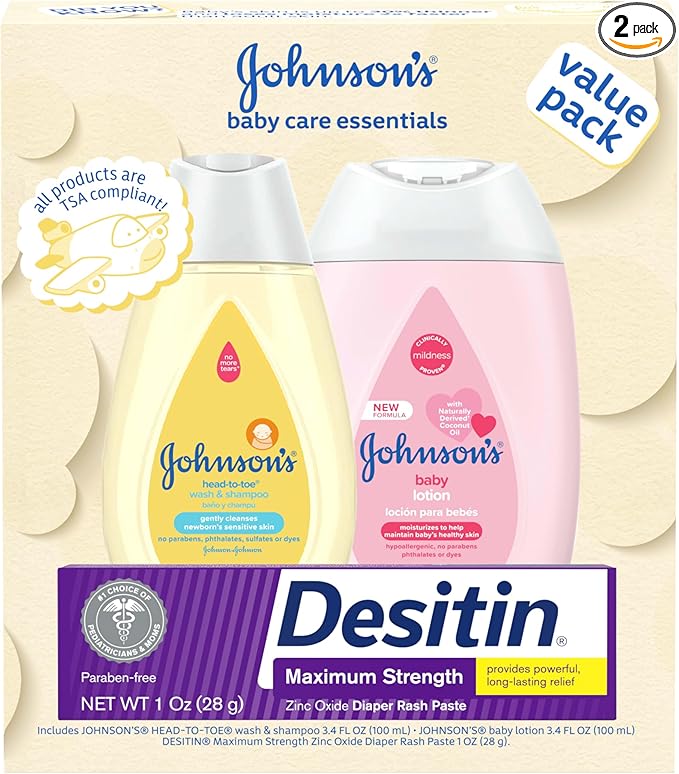 2 pack
Johnson's®
baby care essentials
value
pack
all products are
TSA compliant!
no
more
tears®
Johnson's®
head-to-toe®
wash & shampoo
baño y champú
gently cleanses
newborn's sensitive skin
no parabens, phthalates, sulfates or dyes
Johnson & Johnson
CLINICALLY
mildness
PROVEN®
NEW
FORMULA
with
Naturally
Derived
Coconut
Oil
Johnson's®
baby
lotion
loción para bebés
moisturizes to help
maintain baby's healthy skin
hypoallergenic, no parabens
phthalates or dyes
#1 CHOICE OF
PEDIATRICIANS & MOMS
Desitin®
Paraben-free
Maximum Strength
provides powerful,
long-lasting relief
NET WT 1 Oz (28 g)
Zinc Oxide Diaper Rash Paste
Includes JOHNSON'S® HEAD-TO-TOE® wash & shampoo 3.4 FL OZ (100 mL) • JOHNSON'S® baby lotion 3.4 FL OZ (100 mL)
DESITIN® Maximum Strength Zinc Oxide Diaper Rash Paste 1 OZ (28 g).